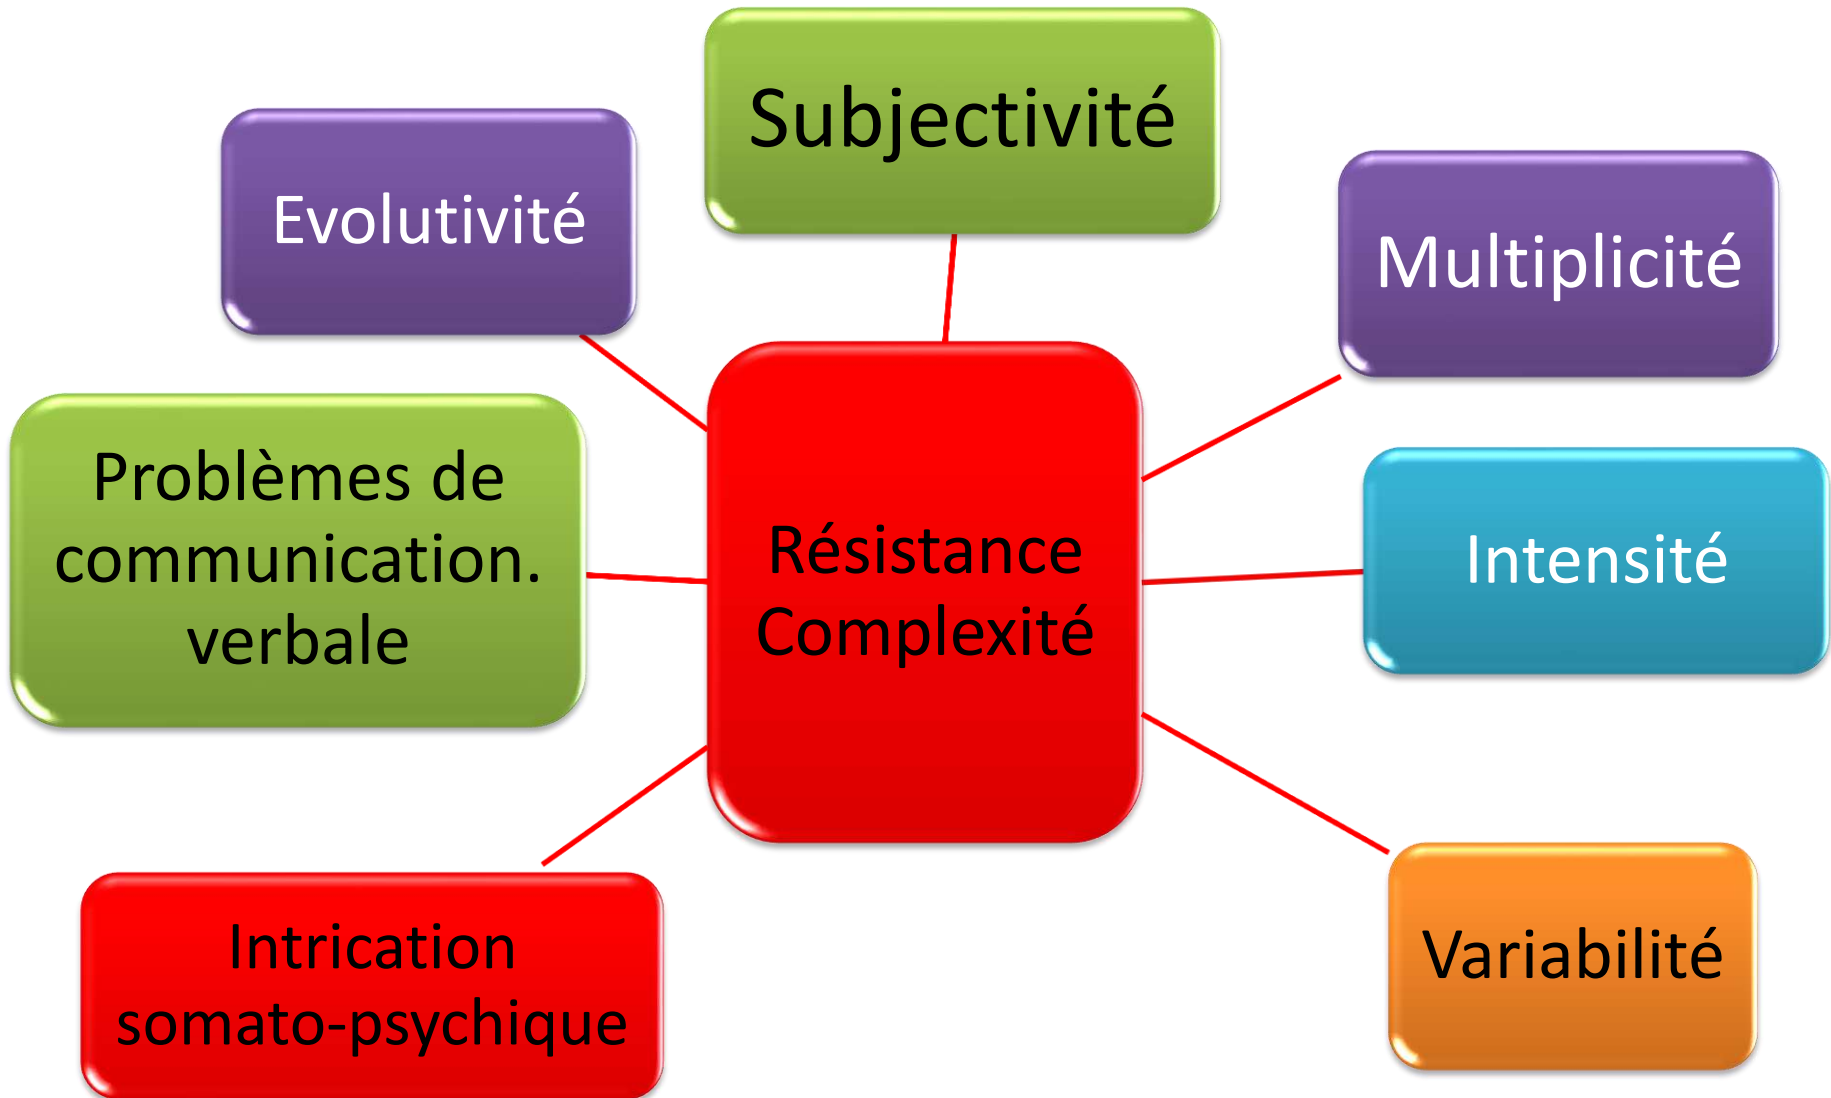 Subjectivité
Evolutivité
Multiplicité
Problèmes de
communication.
verbale
Résistance
Complexité
Intensité
Intrication
somato-psychique
Variabilité